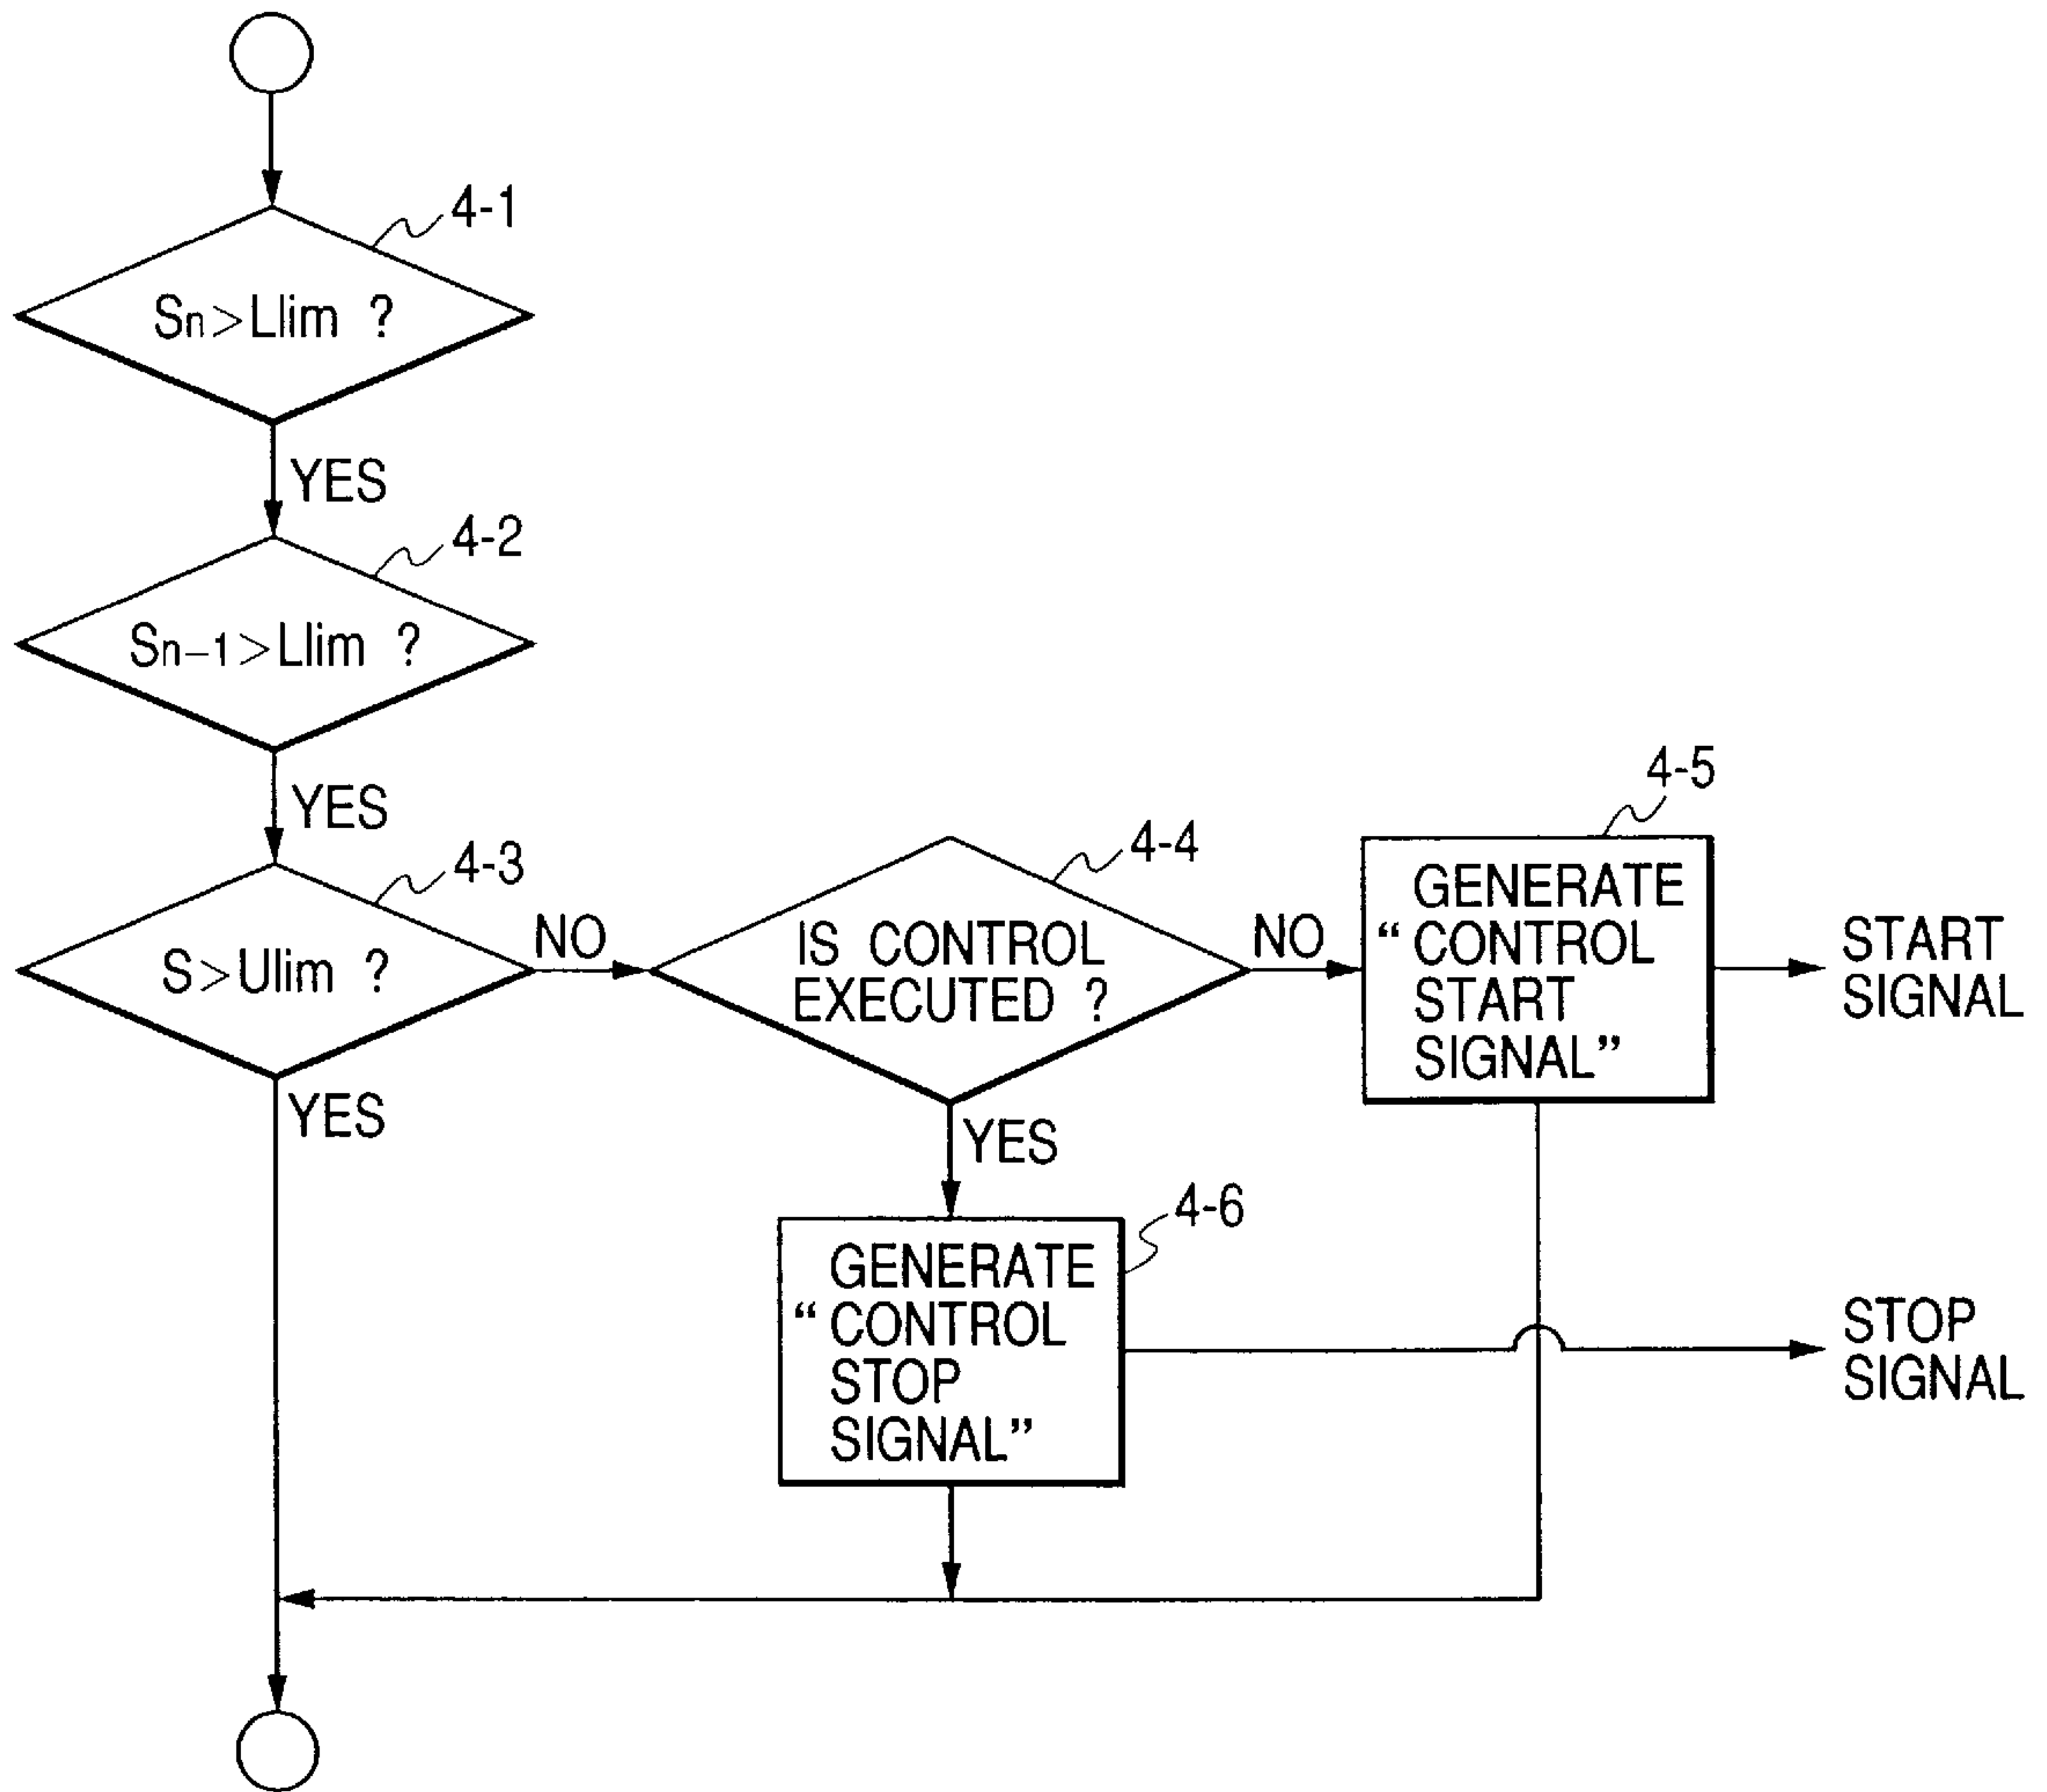 4-1
Sn>Llim ?
YES
4-2
Sn-1>Llim ?
YES
4-3
S>Ulim ?
NO
YES
4-4
IS CONTROL
EXECUTED ?
NO
YES
4-5
GENERATE
“CONTROL
START
SIGNAL”
START
SIGNAL
4-6
GENERATE
“CONTROL
STOP
SIGNAL”
STOP
SIGNAL